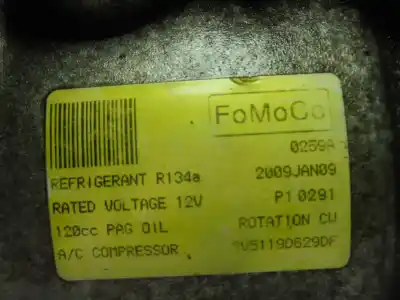 FoMoCo
0259A
REFRIGERANT R134a
2009JAN09
RATED VOLTAGE 12V
P1 0291
120cc PAG OIL
ROTATION CW
A/C COMPRESSOR